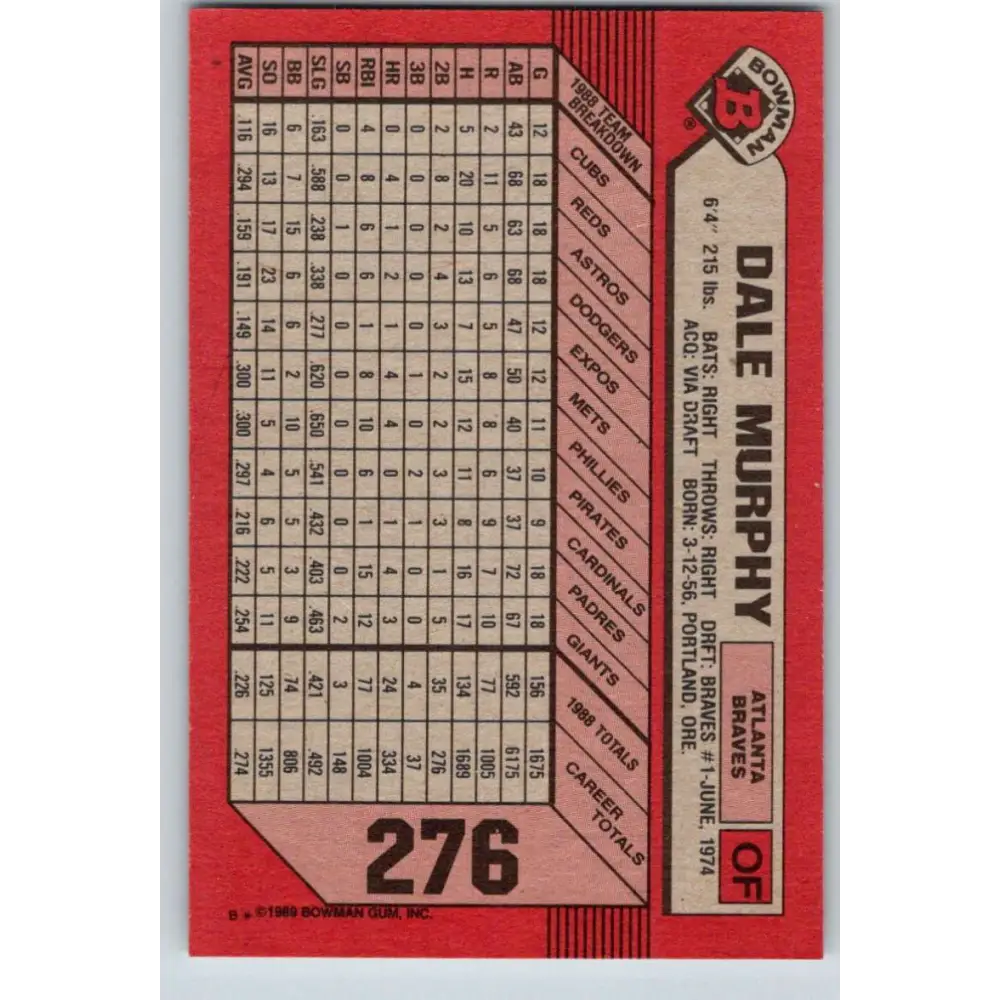 BOWMAN
B
®
DALE MURPHY
ATLANTA
BRAVES
OF
6'4" 215 lbs. BATS: RIGHT THROWS: RIGHT DRFT: BRAVES #1-JUNE, 1974
ACQ: VIA DRAFT BORN: 3-12-56, PORTLAND, ORE.
1988 TEAM
BREAKDOWN
CUBS
REDS
ASTROS
DODGERS
EXPOS
METS
PHILLIES
PIRATES
CARDINALS
PADRES
GIANTS
1988 TOTALS
CAREER
TOTALS
G 12 18 18 18 12 12 11 10 9 18 18 156 1675
AB 43 68 63 68 47 50 40 37 37 72 67 592 6175
R 2 11 5 6 5 8 8 6 9 7 10 77 1005
H 5 20 10 13 7 15 12 11 8 16 17 134 1689
2B 2 8 2 4 3 2 2 3 3 1 5 35 276
3B 0 0 0 0 0 1 0 2 1 0 0 4 37
HR 0 4 1 2 1 4 4 0 1 4 3 24 334
RBI 4 8 6 6 1 8 10 6 1 15 12 77 1004
SB 0 0 1 0 0 0 0 0 0 0 2 3 148
SLG .163 .588 .238 .338 .277 .620 .650 .541 .432 .403 .463 .421 .492
BB 6 7 15 6 6 2 10 5 5 3 9 74 806
SO 16 13 17 23 14 11 5 4 6 5 11 125 1355
AVG .116 .294 .159 .191 .149 .300 .300 .297 .216 .222 .254 .226 .274
276
B * ©1989 BOWMAN GUM, INC.